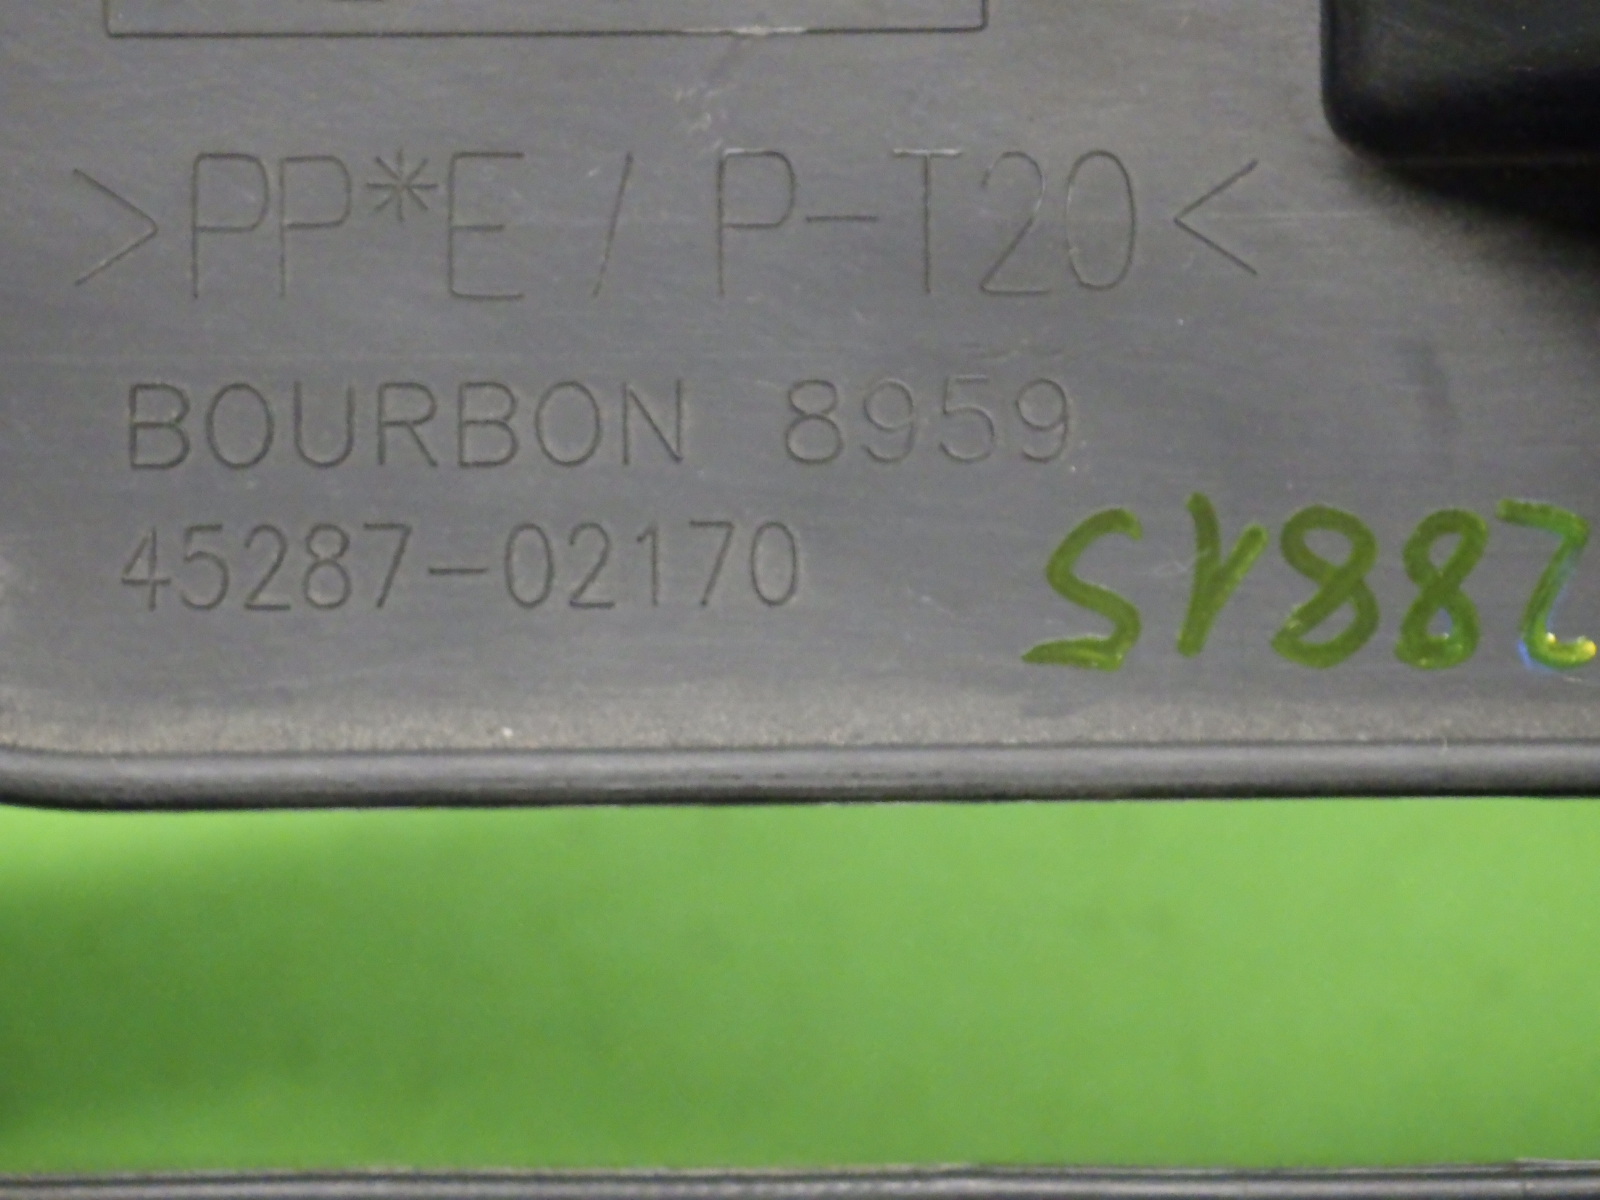 >PP*E / P-T20<
BOURBON 8959
45287-02170
28815